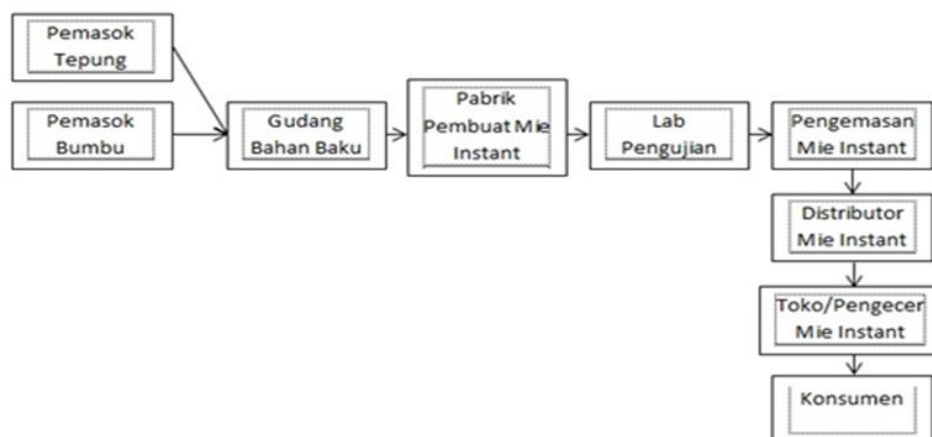 Pemasok
Tepung
Pemasok
Bumbu
Gudang
Bahan Baku
Pabrik
Pembuat Mie
Instant
Lab
Pengujian
Pengemasan
Mie Instant
Distributor
Mie Instant
Toko/Pengecer
Mie Instant
Konsumen